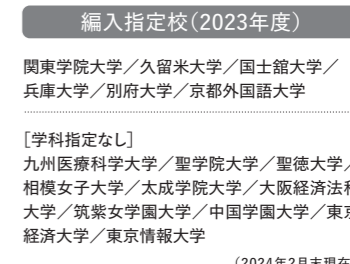 編入指定校（2023年度）
関東学院大学／久留米大学／国士舘大学／
兵庫大学／別府大学／京都外国語大学
［学科指定なし］
九州医療科学大学／聖学院大学／聖徳大学／
相模女子大学／太成学院大学／大阪経済法
大学／筑紫女学園大学／中国学園大学／東
経済大学／東京情報大学
（2024年2月末現在